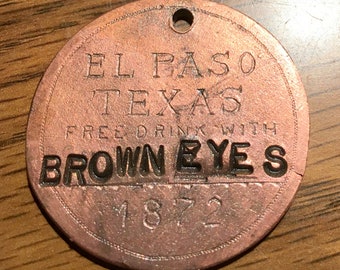 EL PASO
TEXAS
FREE DRINK WITH
BROWN EYES
1872